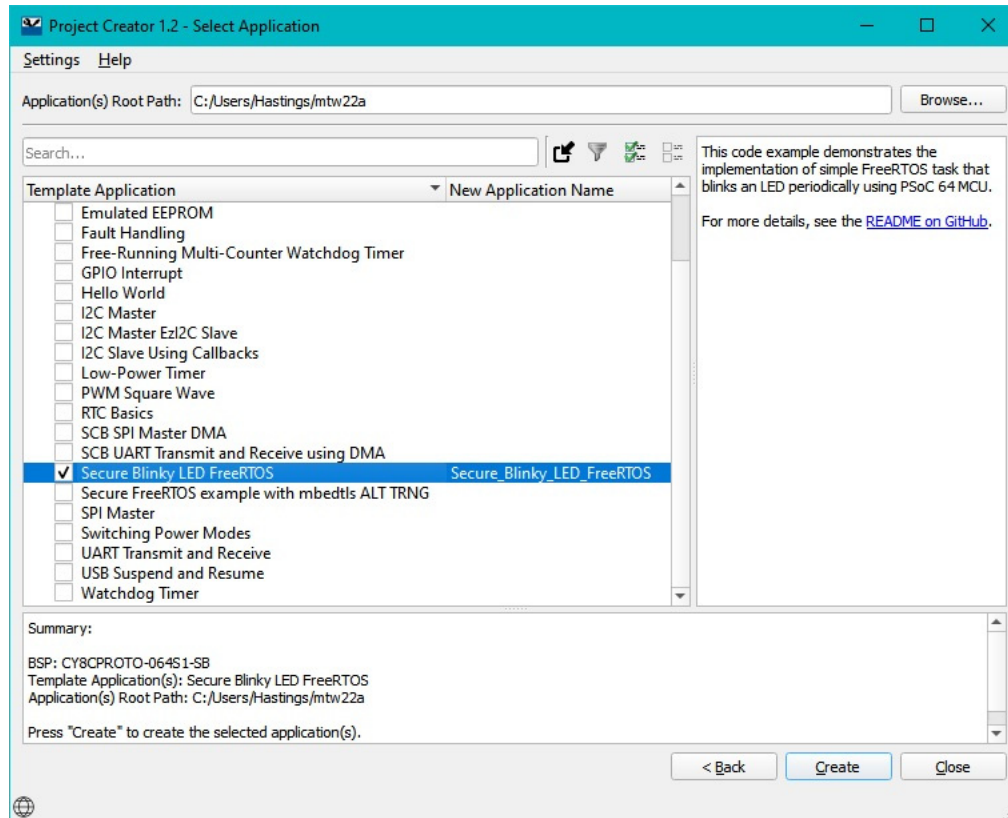 Project Creator 1.2 - Select Application
Settings Help
Application(s) Root Path: C:/Users/Hastings/mtw22a Browse...
Search...
Template Application New Application Name
Emulated EEPROM
Fault Handling
Free-Running Multi-Counter Watchdog Timer
GPIO Interrupt
Hello World
I2C Master
I2C Master EzI2C Slave
I2C Slave Using Callbacks
Low-Power Timer
PWM Square Wave
RTC Basics
SCB SPI Master DMA
SCB UART Transmit and Receive using DMA
Secure Blinky LED FreeRTOS Secure_Blinky_LED_FreeRTOS
Secure FreeRTOS example with mbedtls ALT TRNG
SPI Master
Switching Power Modes
UART Transmit and Receive
USB Suspend and Resume
Watchdog Timer
This code example demonstrates the
implementation of simple FreeRTOS task that
blinks an LED periodically using PSoC 64 MCU.
For more details, see the README on GitHub.
Summary:
BSP: CY8CPROTO-064S1-SB
Template Application(s): Secure Blinky LED FreeRTOS
Application(s) Root Path: C:/Users/Hastings/mtw22a
Press "Create" to create the selected application(s).
< Back Create Close